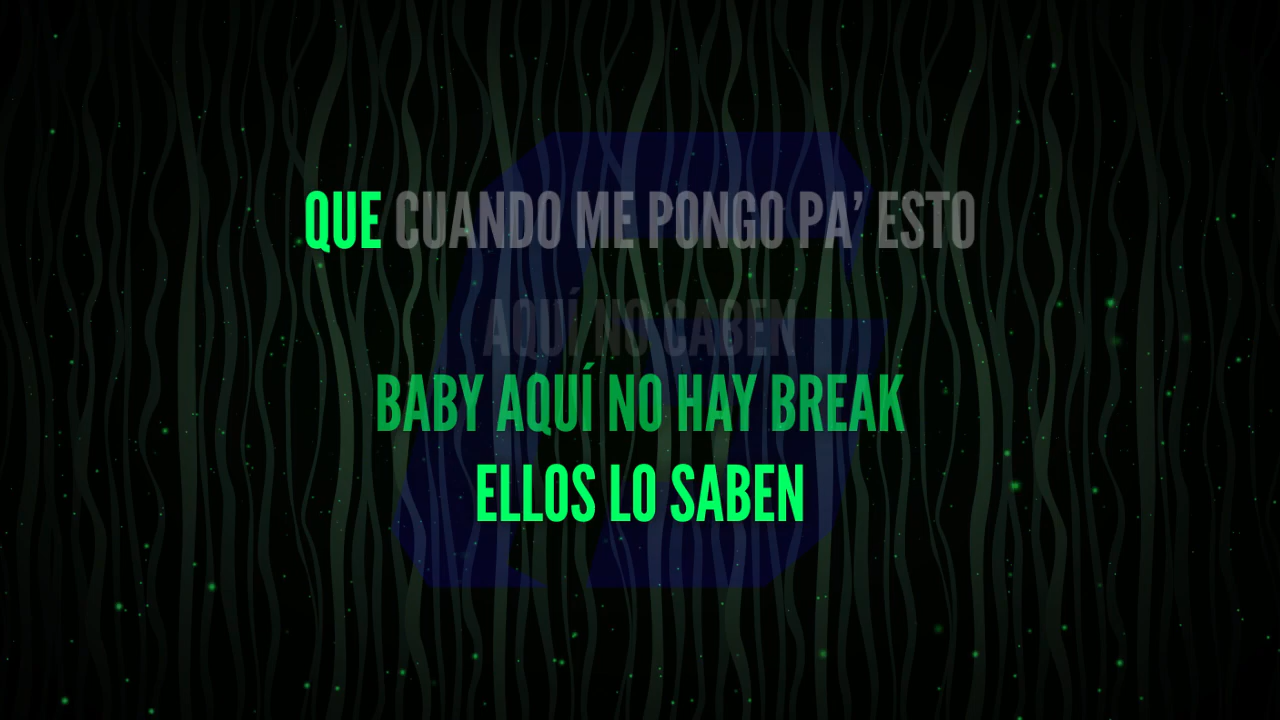 QUE CUANDO ME PONGO PA’ ESTO
AQUÍ NO CABEN
BABY AQUÍ NO HAY BREAK
ELLOS LO SABEN